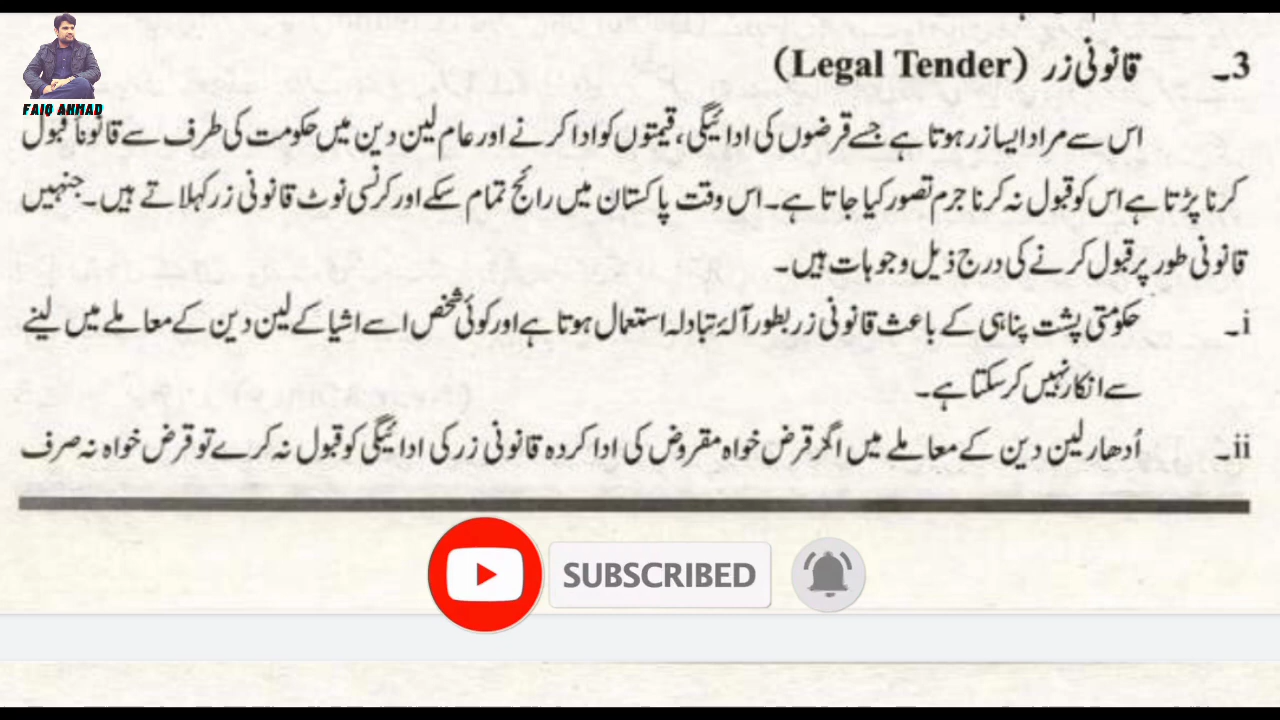 FAIQ AHMAD
3۔ قانونی زر (Legal Tender)
اس سے مراد ایسا زر ہوتا ہے جسے قرضوں کی ادائیگی، قیمتوں کو ادا کرنے اور عام لین دین میں حکومت کی طرف سے قانوناً قبول
کرنا پڑتا ہے اس کو قبول نہ کرنا جرم تصور کیا جاتا ہے۔ اس وقت پاکستان میں رائج تمام سکے اور کرنسی نوٹ قانونی زر کہلاتے ہیں۔ جنہیں
قانونی طور پر قبول کرنے کی درج ذیل وجوہات ہیں۔
i۔ حکومتی پشت پناہی کے باعث قانونی زر بطور آلۂ تبادلہ استعمال ہوتا ہے اور کوئی شخص اسے اشیا کے لین دین کے معاملے میں لینے
سے انکار نہیں کر سکتا ہے۔
ii۔ اُدھار لین دین کے معاملے میں اگر قرض خواہ مقروض کی ادا کردہ قانونی زر کی ادائیگی کو قبول نہ کرے تو قرض خواہ نہ صرف
SUBSCRIBED